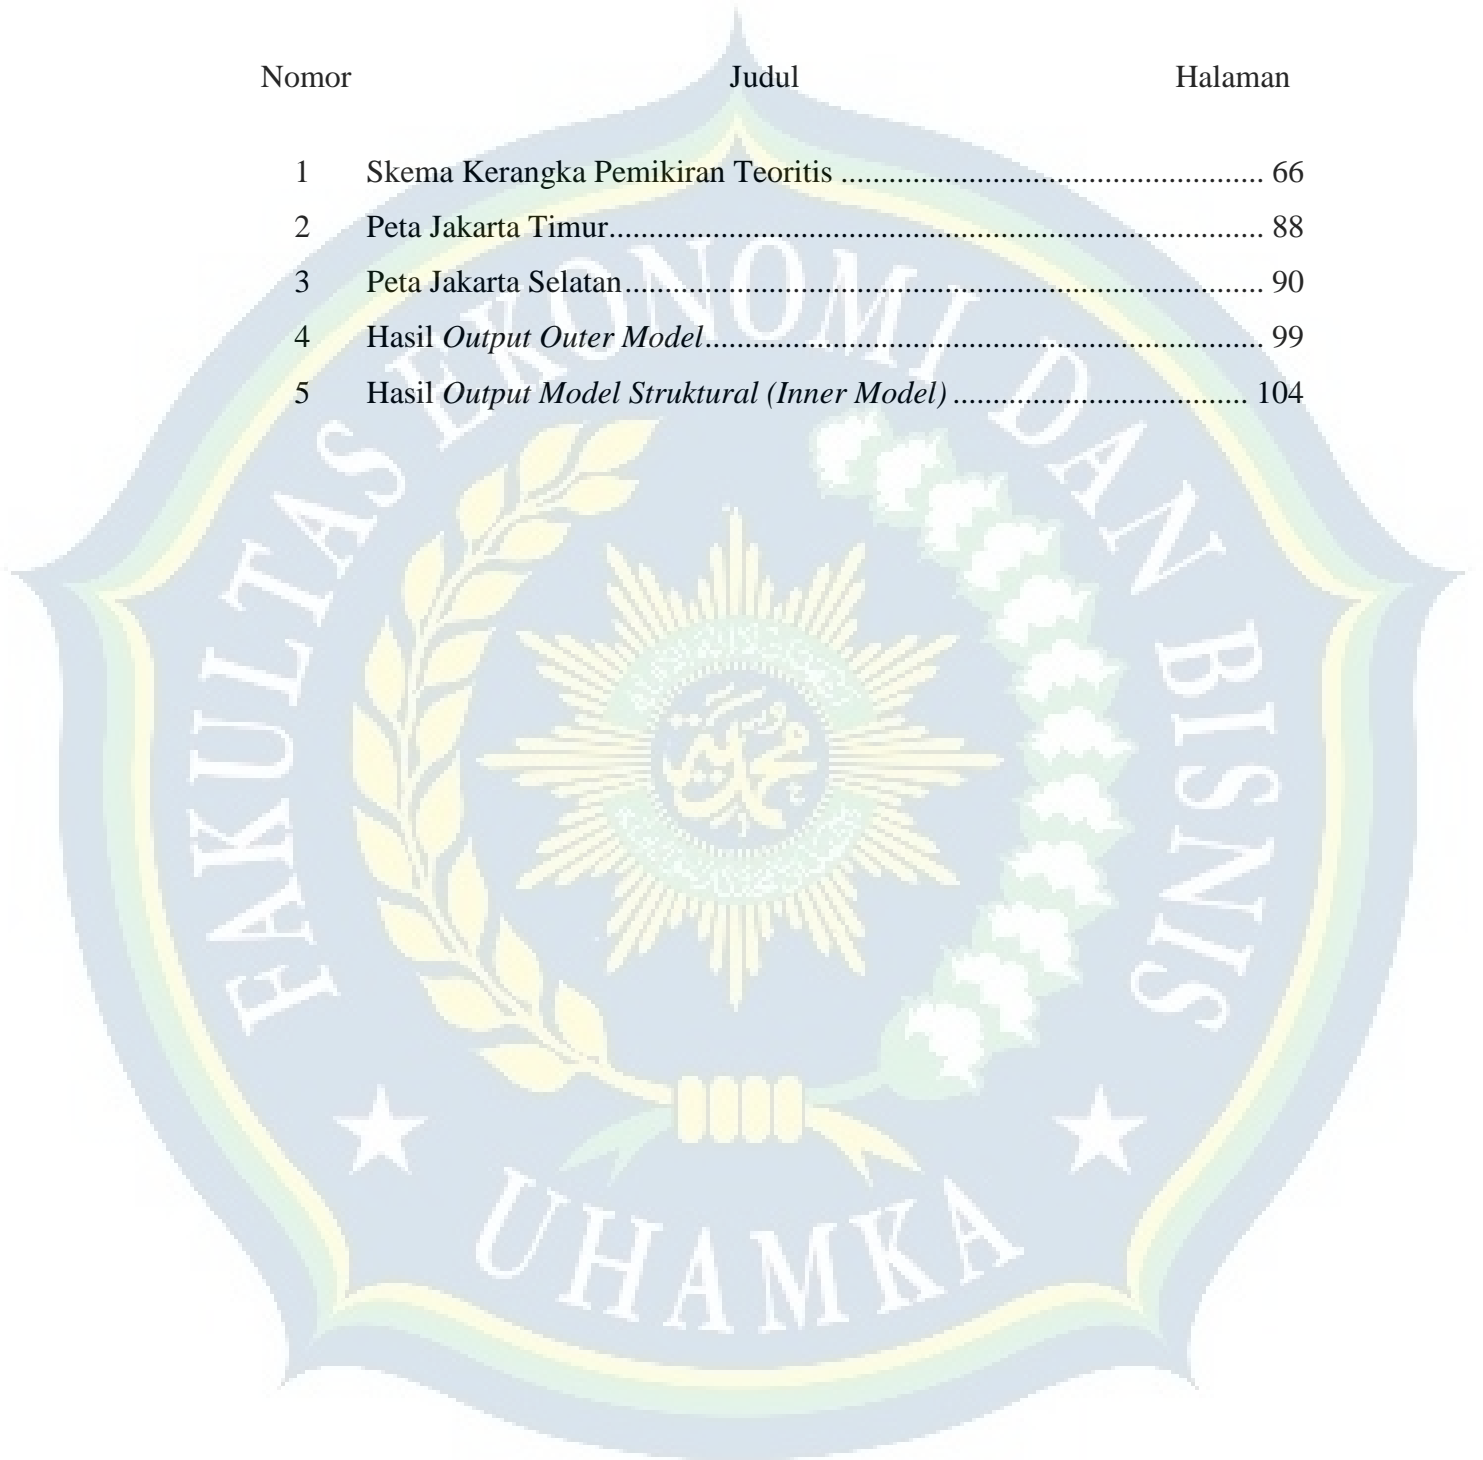 Nomor Judul Halaman
1 Skema Kerangka Pemikiran Teoritis ..................................................... 66
2 Peta Jakarta Timur.................................................................................. 88
3 Peta Jakarta Selatan................................................................................ 90
4 Hasil Output Outer Model...................................................................... 99
5 Hasil Output Model Struktural (Inner Model) ..................................... 104
FAKULTAS EKONOMI DAN BISNIS
محمدية
UHAMKA